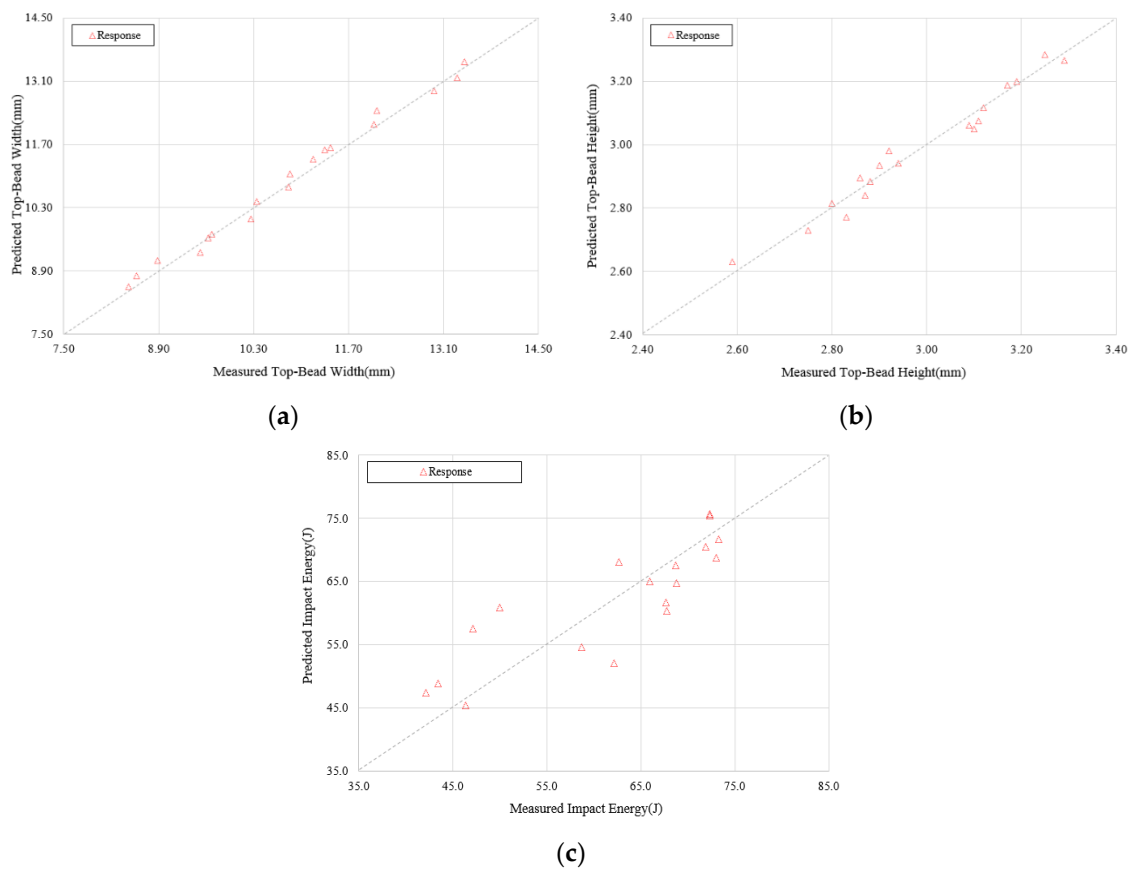 14.50
13.10
11.70
10.30
8.90
7.50
Predicted Top-Bead Width(mm)
Response
7.50 8.90 10.30 11.70 13.10 14.50
Measured Top-Bead Width(mm)
(a)
3.40
3.20
3.00
2.80
2.60
2.40
Predicted Top-Bead Height(mm)
Response
2.40 2.60 2.80 3.00 3.20 3.40
Measured Top-Bead Height(mm)
(b)
85.0
75.0
65.0
55.0
45.0
35.0
Predicted Impact Energy(J)
Response
35.0 45.0 55.0 65.0 75.0 85.0
Measured Impact Energy(J)
(c)